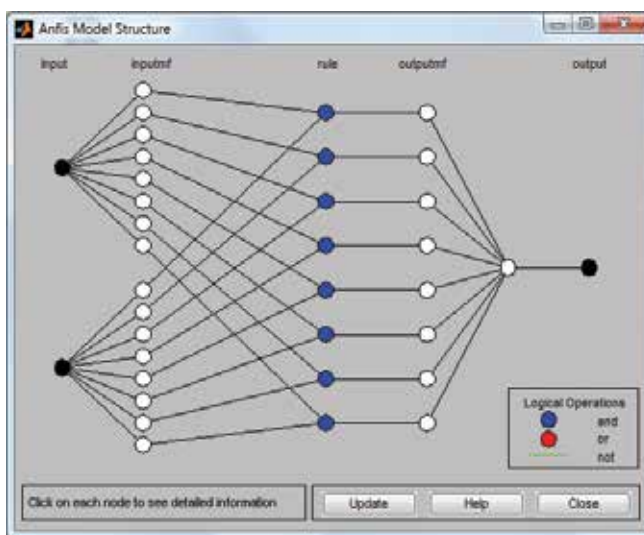 Anfis Model Structure
input inputmf rule outputmf output
Logical Operations
and
or
not
Click on each node to see detailed information
Update Help Close